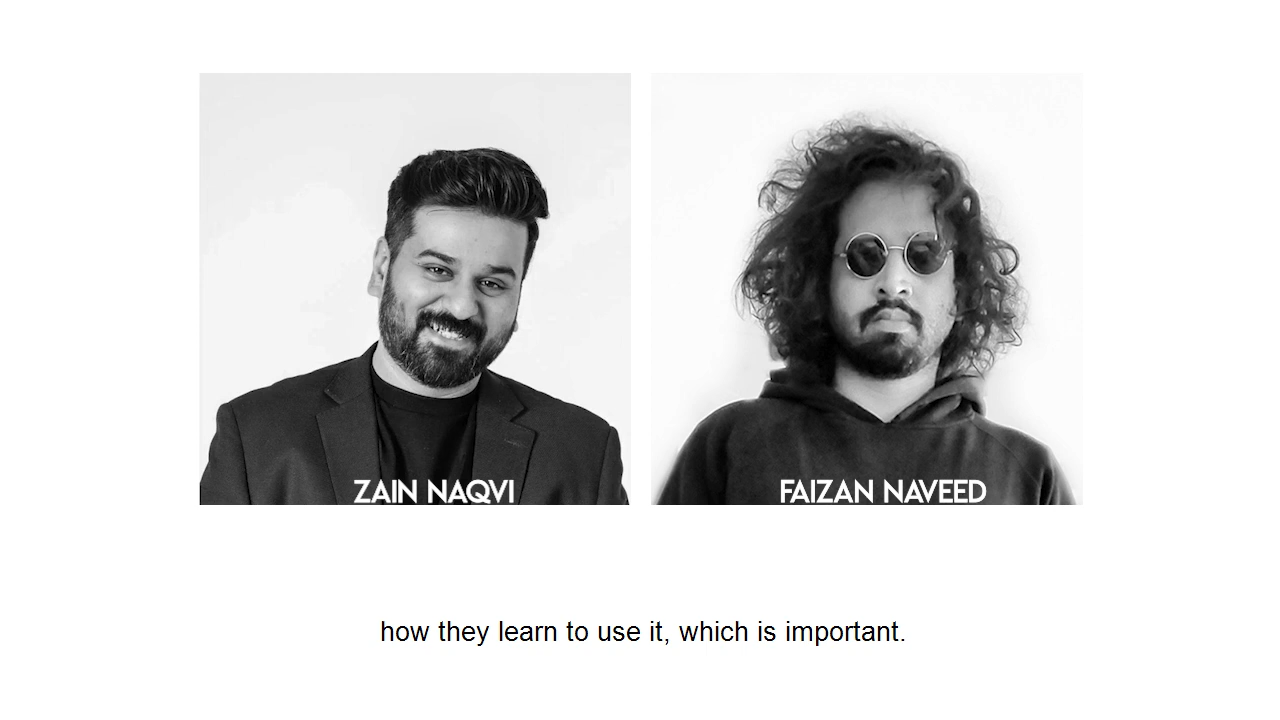 ZAIN NAQVI
FAIZAN NAVEED
how they learn to use it, which is important.